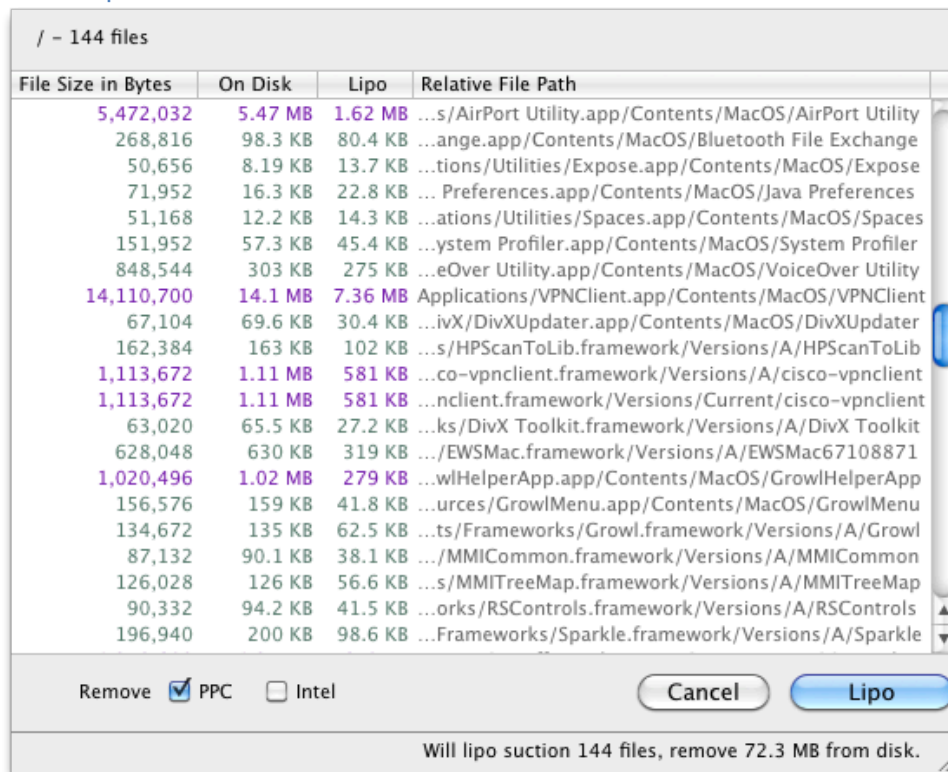 / – 144 files
File Size in Bytes On Disk Lipo Relative File Path
5,472,032 5.47 MB 1.62 MB ...s/AirPort Utility.app/Contents/MacOS/AirPort Utility
268,816 98.3 KB 80.4 KB ...ange.app/Contents/MacOS/Bluetooth File Exchange
50,656 8.19 KB 13.7 KB ...tions/Utilities/Expose.app/Contents/MacOS/Expose
71,952 16.3 KB 22.8 KB ... Preferences.app/Contents/MacOS/Java Preferences
51,168 12.2 KB 14.3 KB ...ations/Utilities/Spaces.app/Contents/MacOS/Spaces
151,952 57.3 KB 45.4 KB ...ystem Profiler.app/Contents/MacOS/System Profiler
848,544 303 KB 275 KB ...eOver Utility.app/Contents/MacOS/VoiceOver Utility
14,110,700 14.1 MB 7.36 MB Applications/VPNClient.app/Contents/MacOS/VPNClient
67,104 69.6 KB 30.4 KB ...ivX/DivXUpdater.app/Contents/MacOS/DivXUpdater
162,384 163 KB 102 KB ...s/HPScanToLib.framework/Versions/A/HPScanToLib
1,113,672 1.11 MB 581 KB ...co-vpnclient.framework/Versions/A/cisco-vpnclient
1,113,672 1.11 MB 581 KB ...nclient.framework/Versions/Current/cisco-vpnclient
63,020 65.5 KB 27.2 KB ...ks/DivX Toolkit.framework/Versions/A/DivX Toolkit
628,048 630 KB 319 KB .../EWSMac.framework/Versions/A/EWSMac67108871
1,020,496 1.02 MB 279 KB ...wlHelperApp.app/Contents/MacOS/GrowlHelperApp
156,576 159 KB 41.8 KB ...urces/GrowlMenu.app/Contents/MacOS/GrowlMenu
134,672 135 KB 62.5 KB ...ts/Frameworks/Growl.framework/Versions/A/Growl
87,132 90.1 KB 38.1 KB .../MMICommon.framework/Versions/A/MMICommon
126,028 126 KB 56.6 KB ...s/MMITreeMap.framework/Versions/A/MMITreeMap
90,332 94.2 KB 41.5 KB ...orks/RSControls.framework/Versions/A/RSControls
196,940 200 KB 98.6 KB ...Frameworks/Sparkle.framework/Versions/A/Sparkle
Remove PPC Intel Cancel Lipo
Will lipo suction 144 files, remove 72.3 MB from disk.